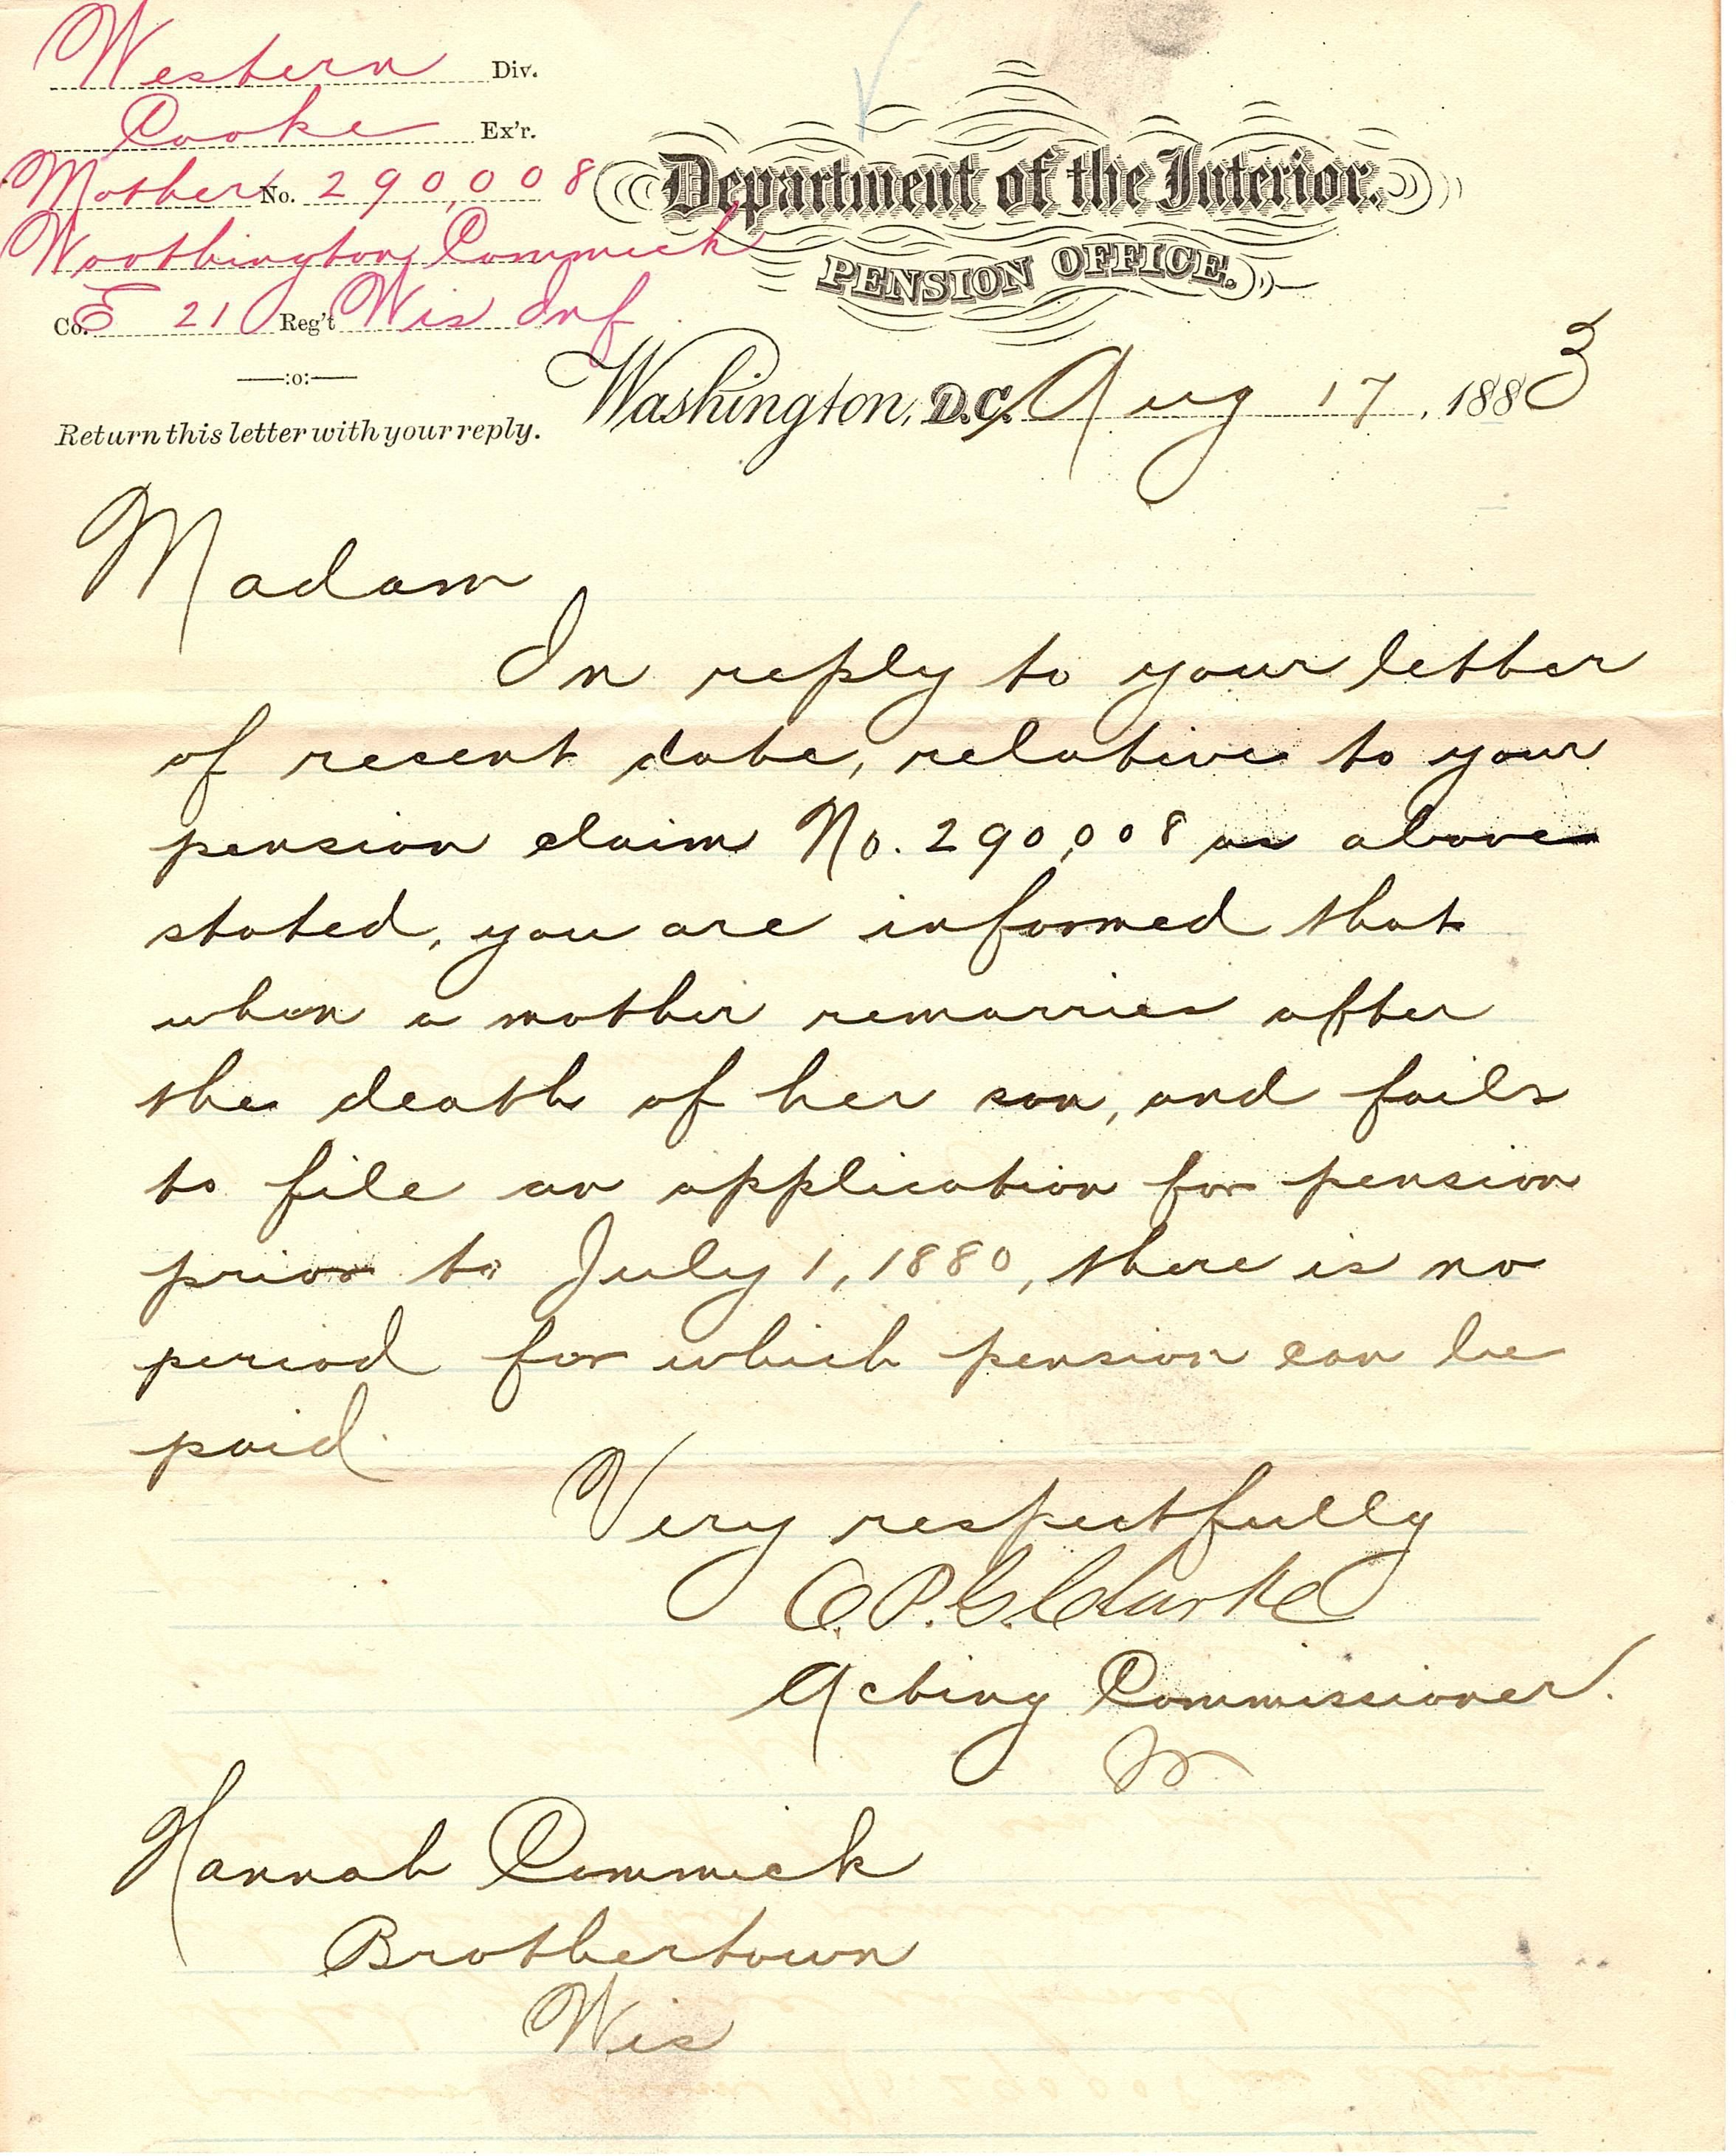 Western Div.
Cooke Ex'r.
Mother No. 290,008
Worthington Commick
Co. E 21 Reg't Wis Inf
—:o:—
Return this letter with your reply.
Department of the Interior.
PENSION OFFICE.
Washington, D.C. Aug 17, 1883
Madam
In reply to your letter
of recent date, relative to your
pension claim No. 290,008 as above
stated, you are informed that
when a mother remarries after
the death of her son, and fails
to file an application for pension
prior to July 1, 1880, there is no
period for which pension can be
paid.
Very respectfully
O.P.G. Clarke
Acting Commissioner.
Hannah Commick
Brothertown
Wis